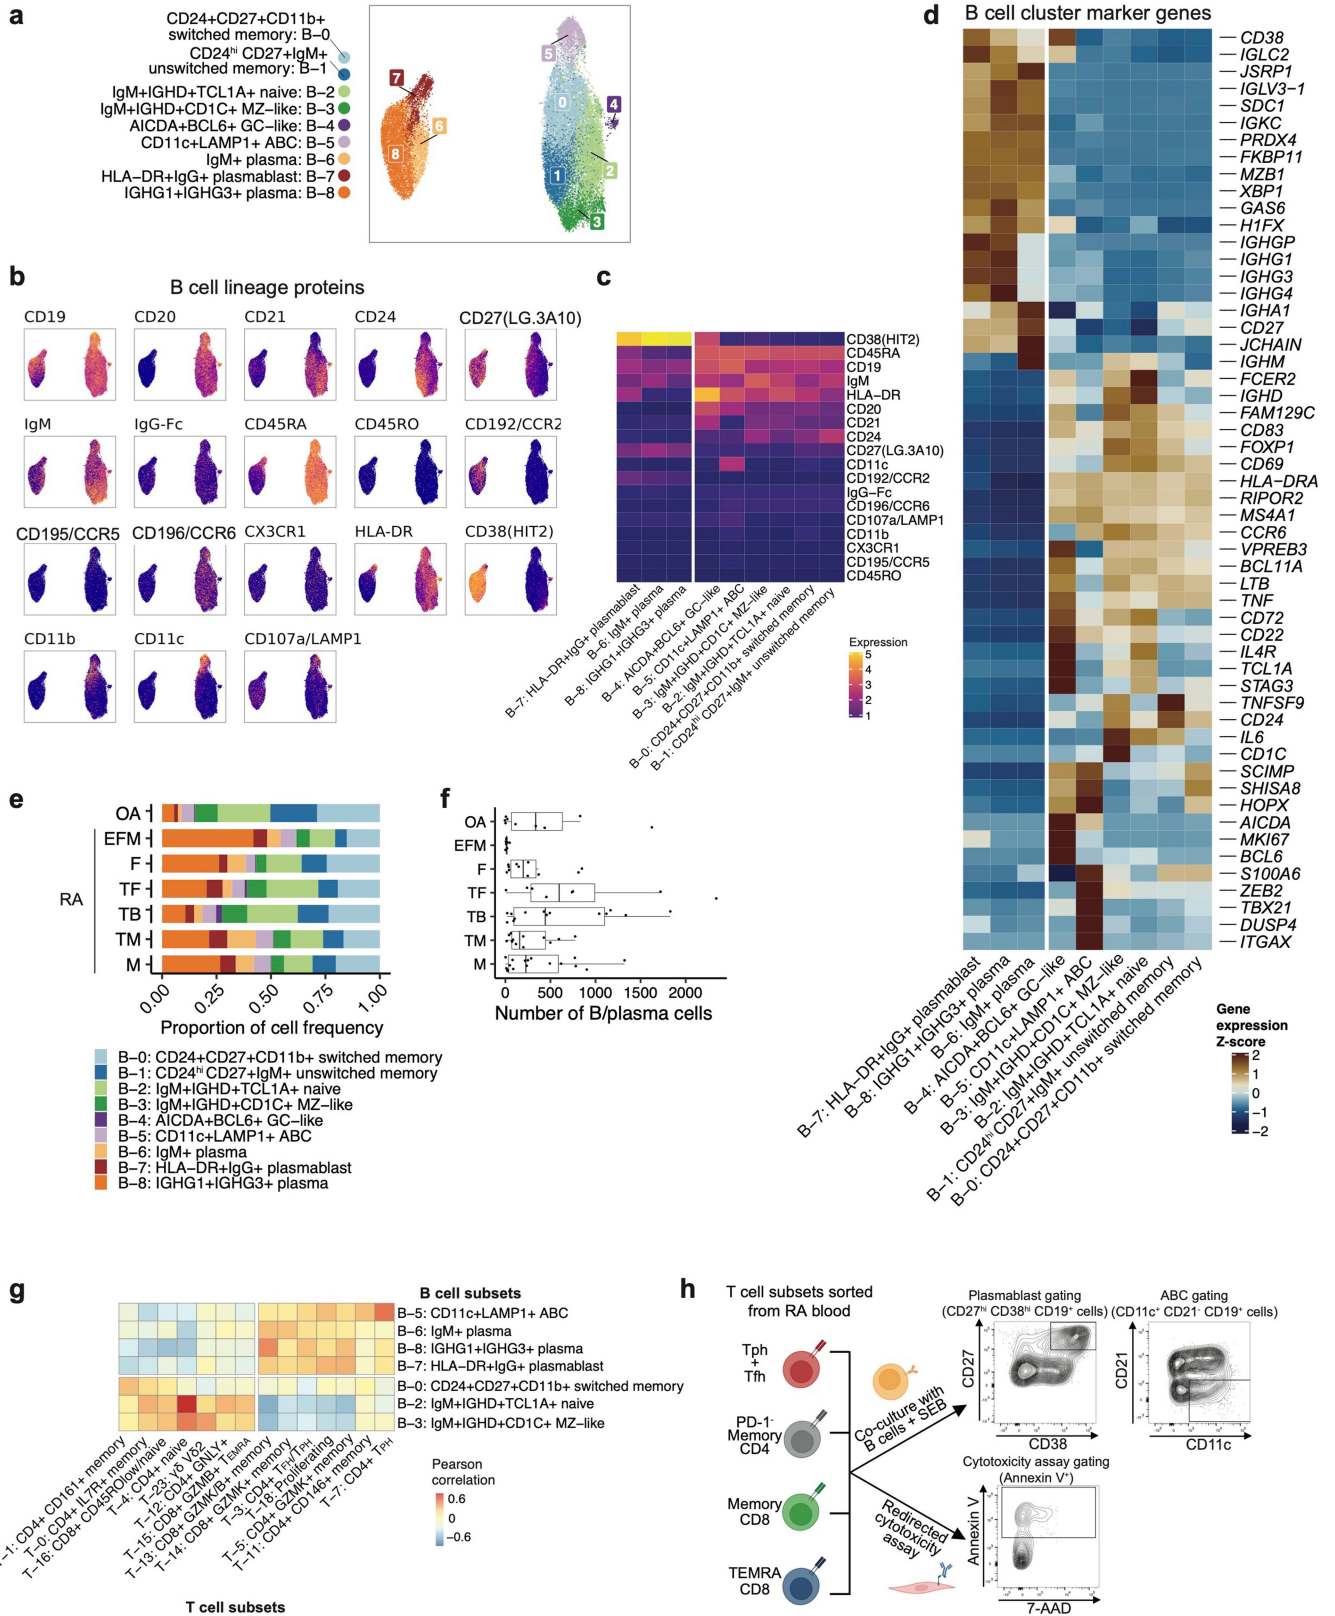 a
CD24+CD27+CD11b+
switched memory: B-0
CD24hi CD27+IgM+
unswitched memory: B-1
IgM+IGHD+TCL1A+ naive: B-2
IgM+IGHD+CD1C+ MZ-like: B-3
AICDA+BCL6+ GC-like: B-4
CD11c+LAMP1+ ABC: B-5
IgM+ plasma: B-6
HLA-DR+IgG+ plasmablast: B-7
IGHG1+IGHG3+ plasma: B-8
7
6
8
5
0
4
1
2
3
b
B cell lineage proteins
CD19
CD20
CD21
CD24
CD27(LG.3A10)
IgM
IgG-Fc
CD45RA
CD45RO
CD192/CCR2
CD195/CCR5
CD196/CCR6
CX3CR1
HLA-DR
CD38(HIT2)
CD11b
CD11c
CD107a/LAMP1
c
CD38(HIT2)
CD45RA
CD19
IgM
HLA-DR
CD20
CD21
CD24
CD27(LG.3A10)
CD11c
CD192/CCR2
IgG-Fc
CD196/CCR6
CD107a/LAMP1
CD11b
CX3CR1
CD195/CCR5
CD45RO
B-7: HLA-DR+IgG+ plasmablast
B-6: IgM+ plasma
B-8: IGHG1+IGHG3+ plasma
B-4: AICDA+BCL6+ GC-like
B-5: CD11c+LAMP1+ ABC
B-3: IgM+IGHD+CD1C+ MZ-like
B-2: IgM+IGHD+TCL1A+ naive
B-0: CD24+CD27+CD11b+ switched memory
B-1: CD24hi CD27+IgM+ unswitched memory
Expression
5
4
3
2
1
d
B cell cluster marker genes
CD38
IGLC2
JSRP1
IGLV3-1
SDC1
IGKC
PRDX4
FKBP11
MZB1
XBP1
GAS6
H1FX
IGHGP
IGHG1
IGHG3
IGHG4
IGHA1
CD27
JCHAIN
IGHM
FCER2
IGHD
FAM129C
CD83
FOXP1
CD69
HLA-DRA
RIPOR2
MS4A1
CCR6
VPREB3
BCL11A
LTB
TNF
CD72
CD22
IL4R
TCL1A
STAG3
TNFSF9
CD24
IL6
CD1C
SCIMP
SHISA8
HOPX
AICDA
MKI67
BCL6
S100A6
ZEB2
TBX21
DUSP4
ITGAX
B-7: HLA-DR+IgG+ plasmablast
B-8: IGHG1+IGHG3+ plasma
B-6: IgM+ plasma
B-4: AICDA+BCL6+ GC-like
B-5: CD11c+LAMP1+ ABC
B-3: IgM+IGHD+CD1C+ MZ-like
B-2: IgM+IGHD+TCL1A+ naive
B-1: CD24hi CD27+IgM+ unswitched memory
B-0: CD24+CD27+CD11b+ switched memory
Gene
expression
Z-score
2
1
0
-1
-2
e
OA
EFM
F
TF
TB
TM
M
RA
0.00
0.25
0.50
0.75
1.00
Proportion of cell frequency
B-0: CD24+CD27+CD11b+ switched memory
B-1: CD24hi CD27+IgM+ unswitched memory
B-2: IgM+IGHD+TCL1A+ naive
B-3: IgM+IGHD+CD1C+ MZ-like
B-4: AICDA+BCL6+ GC-like
B-5: CD11c+LAMP1+ ABC
B-6: IgM+ plasma
B-7: HLA-DR+IgG+ plasmablast
B-8: IGHG1+IGHG3+ plasma
f
OA
EFM
F
TF
TB
TM
M
0
500
1000
1500
2000
Number of B/plasma cells
g
B cell subsets
B-5: CD11c+LAMP1+ ABC
B-6: IgM+ plasma
B-8: IGHG1+IGHG3+ plasma
B-7: HLA-DR+IgG+ plasmablast
B-0: CD24+CD27+CD11b+ switched memory
B-2: IgM+IGHD+TCL1A+ naive
B-3: IgM+IGHD+CD1C+ MZ-like
T-1: CD4+ CD161+ memory
T-0: CD4+ IL7R+ memory
T-16: CD8+ CD45ROlow/naive
T-4: CD4+ naive
T-23: γδ Vδ2
T-12: CD4+ GNLY+
T-15: CD8+ GZMB+ TEMRA
T-13: CD8+ GZMK/B+ memory
T-14: CD8+ GZMK+ memory
T-3: CD4+ TFH/TPH
T-18: Proliferating
T-5: CD4+ GZMK+ memory
T-11: CD4+ CD146+ memory
T-7: CD4+ TPH
Pearson
correlation
0.6
0
-0.6
T cell subsets
h
T cell subsets sorted
from RA blood
Tph
+
Tfh
PD-1-
Memory
CD4
Memory
CD8
TEMRA
CD8
Co-culture with
B cells + SEB
Redirected
cytotoxicity
assay
Plasmablast gating
(CD27hi CD38hi CD19+ cells)
CD27
CD38
ABC gating
(CD11c+ CD21- CD19+ cells)
CD21
CD11c
Cytotoxicity assay gating
(Annexin V+)
Annexin V
7-AAD